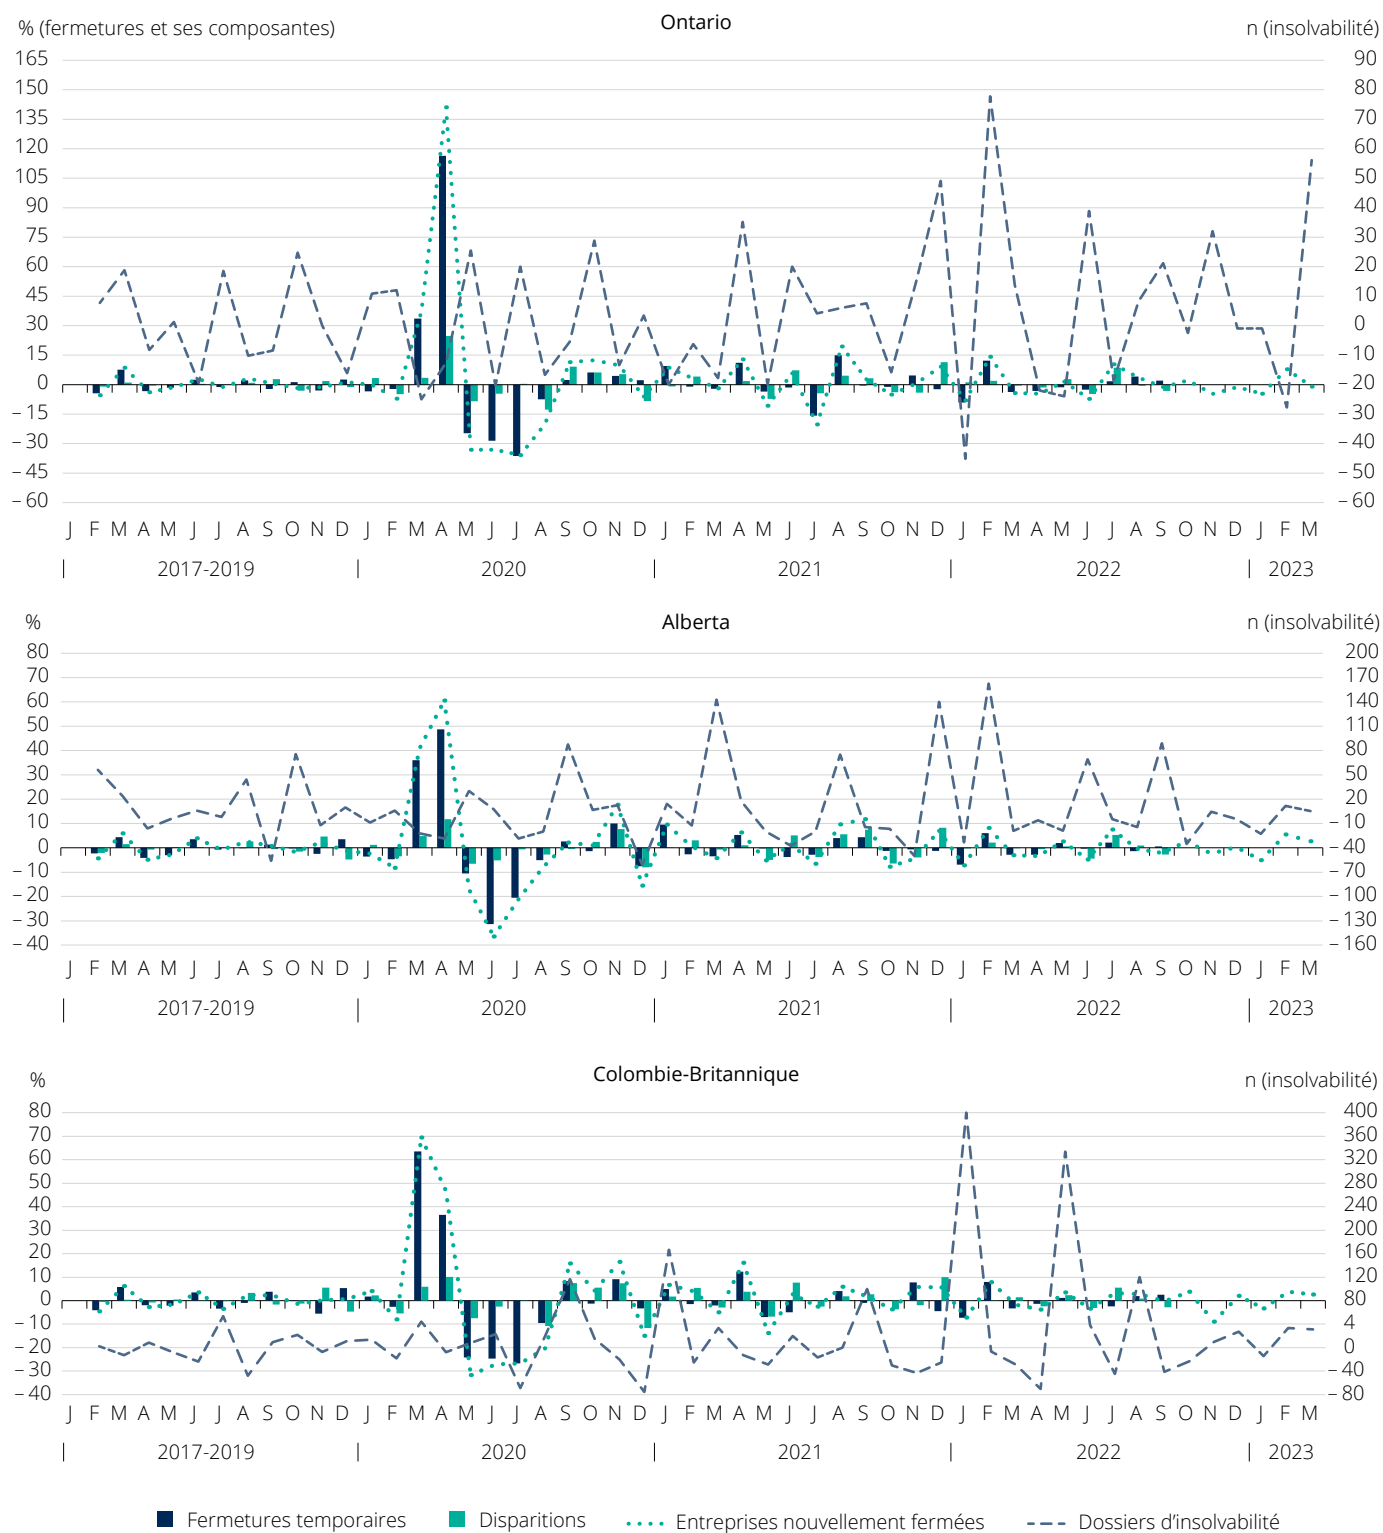 % (fermetures et ses composantes) Ontario n (insolvabilité)
165 90
150 80
135 70
120 60
105 50
90 40
75 30
60 20
45 10
30 0
15 – 10
0 – 20
– 15 – 30
– 30 – 40
– 45 – 50
– 60 – 60
J F M A M J J A S O N D J F M A M J J A S O N D J F M A M J J A S O N D J F M A M J J A S O N D J F M
2017-2019 2020 2021 2022 2023
% Alberta n (insolvabilité)
80 200
70 170
60 140
50 110
40 80
30 50
20 20
10 – 10
0 – 40
– 10 – 70
– 20 – 100
– 30 – 130
– 40 – 160
J F M A M J J A S O N D J F M A M J J A S O N D J F M A M J J A S O N D J F M A M J J A S O N D J F M
2017-2019 2020 2021 2022 2023
% Colombie-Britannique n (insolvabilité)
80 400
70 360
60 320
50 280
40 240
30 200
20 160
10 120
0 80
– 10 4
– 20 0
– 30 – 40
– 40 – 80
J F M A M J J A S O N D J F M A M J J A S O N D J F M A M J J A S O N D J F M A M J J A S O N D J F M
2017-2019 2020 2021 2022 2023
Fermetures temporaires Disparitions Entreprises nouvellement fermées Dossiers d’insolvabilité